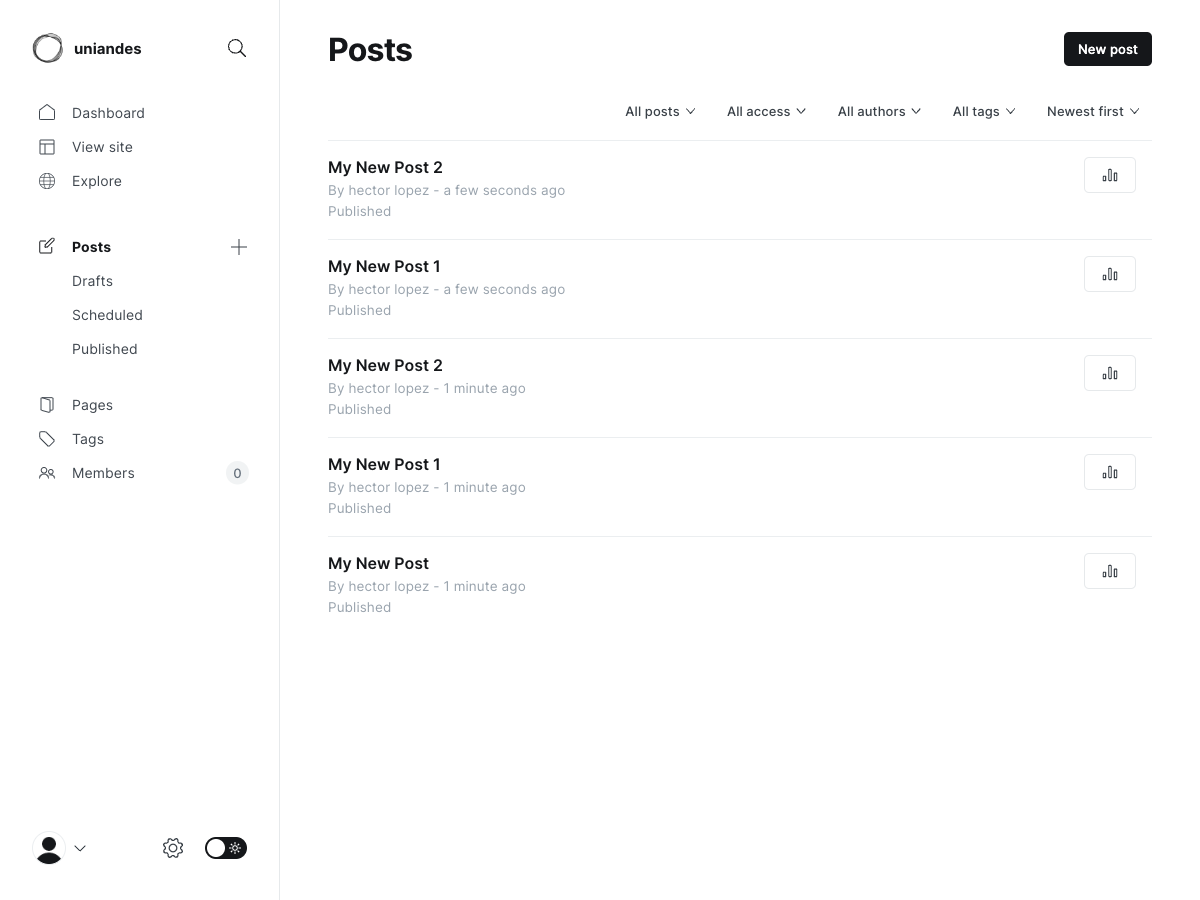 uniandes
Dashboard
View site
Explore
Posts
Drafts
Scheduled
Published
Pages
Tags
Members 0
Posts
New post
All posts All access All authors All tags Newest first
My New Post 2
By hector lopez - a few seconds ago
Published
My New Post 1
By hector lopez - a few seconds ago
Published
My New Post 2
By hector lopez - 1 minute ago
Published
My New Post 1
By hector lopez - 1 minute ago
Published
My New Post
By hector lopez - 1 minute ago
Published